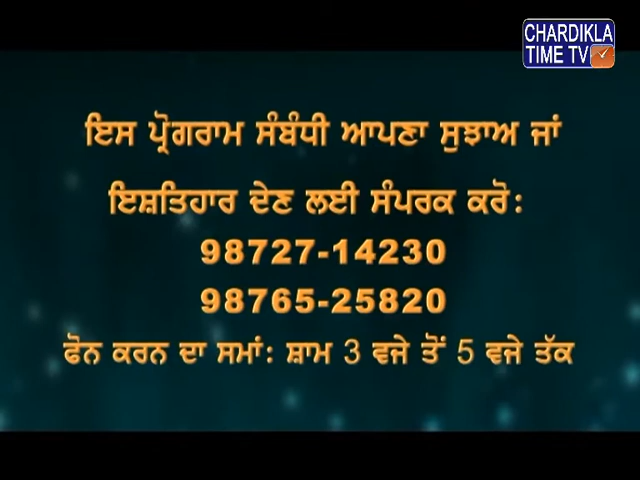 CHARDIKLA
TIME TV
ਇਸ ਪ੍ਰੋਗਰਾਮ ਸੰਬੰਧੀ ਆਪਣਾ ਸੁਝਾਅ ਜਾਂ
ਇਸ਼ਤਿਹਾਰ ਦੇਣ ਲਈ ਸੰਪਰਕ ਕਰੋ:
98727-14230
98765-25820
ਫੋਨ ਕਰਨ ਦਾ ਸਮਾਂ: ਸ਼ਾਮ 3 ਵਜੇ ਤੋਂ 5 ਵਜੇ ਤੱਕ